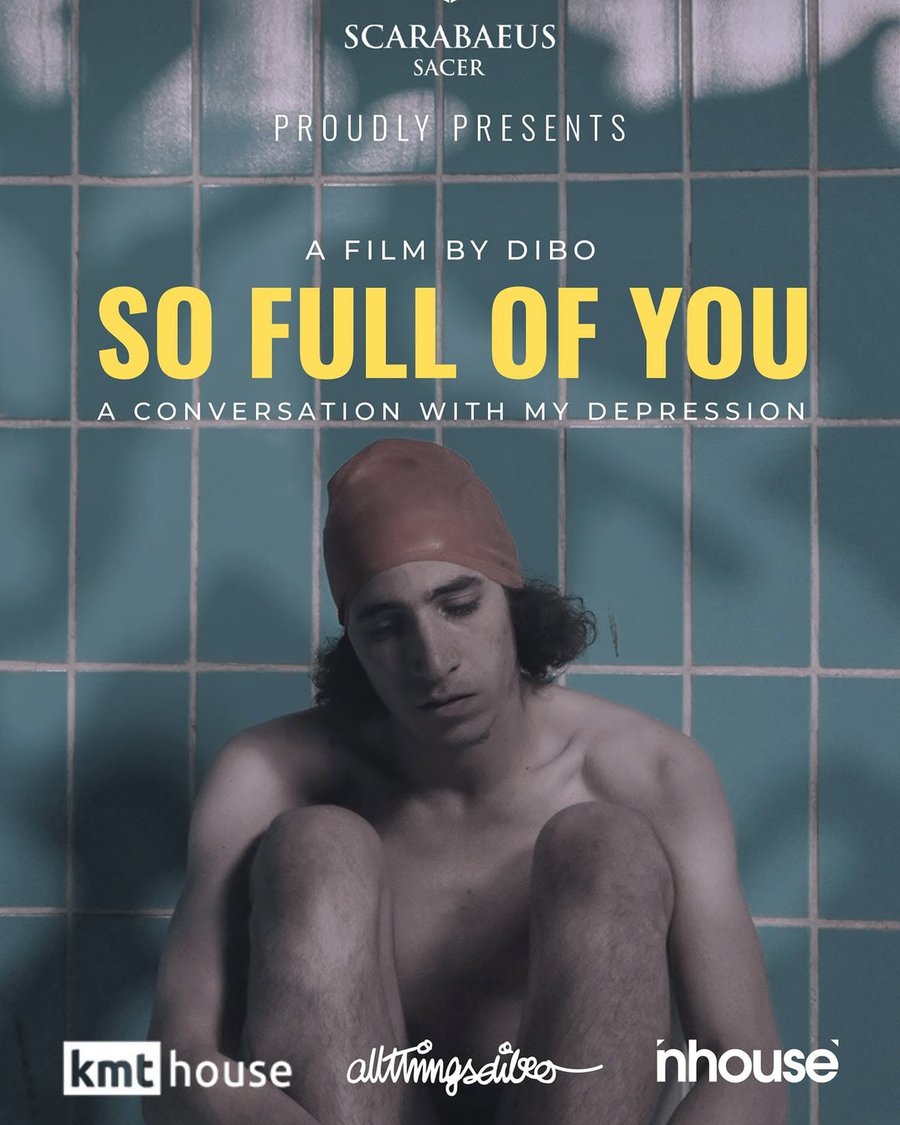 SCARABAEUS
SACER
PROUDLY PRESENTS
A FILM BY DIBO
SO FULL OF YOU
A CONVERSATION WITH MY DEPRESSION
kmt house
allthingsdibo
nhouse